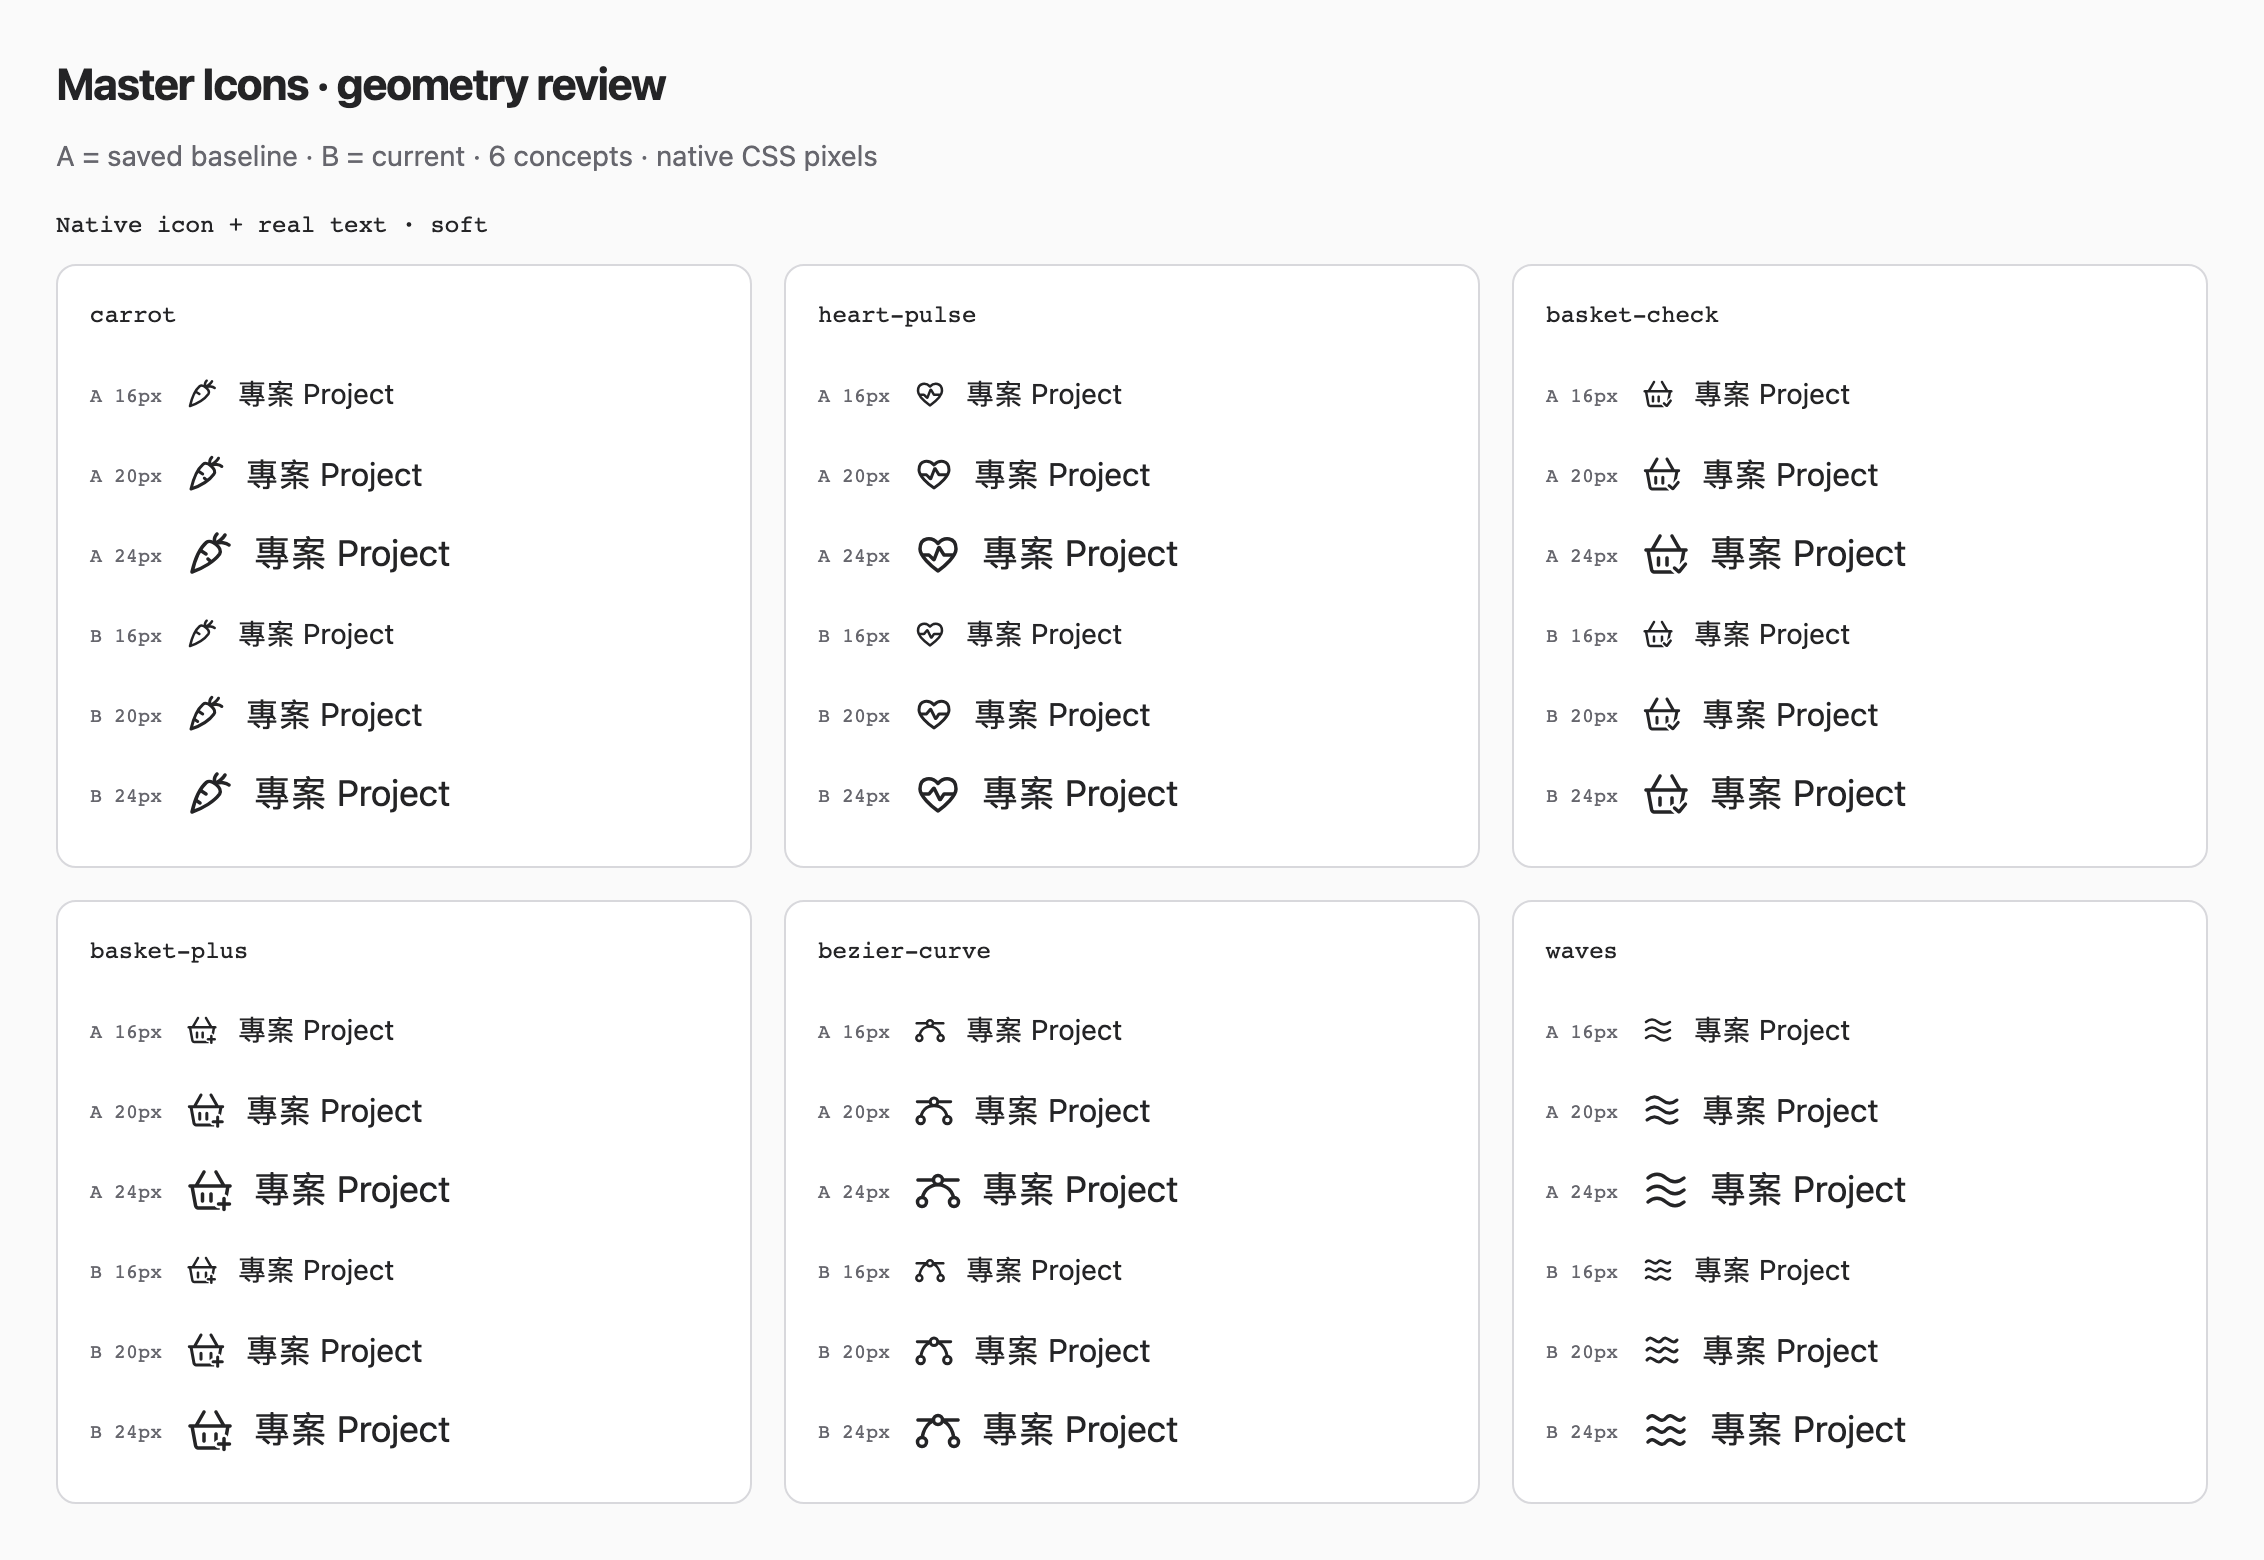 Master Icons · geometry review
A = saved baseline · B = current · 6 concepts · native CSS pixels
Native icon + real text · soft
carrot
A 16px 專案 Project
A 20px 專案 Project
A 24px 專案 Project
B 16px 專案 Project
B 20px 專案 Project
B 24px 專案 Project
heart-pulse
A 16px 專案 Project
A 20px 專案 Project
A 24px 專案 Project
B 16px 專案 Project
B 20px 專案 Project
B 24px 專案 Project
basket-check
A 16px 專案 Project
A 20px 專案 Project
A 24px 專案 Project
B 16px 專案 Project
B 20px 專案 Project
B 24px 專案 Project
basket-plus
A 16px 專案 Project
A 20px 專案 Project
A 24px 專案 Project
B 16px 專案 Project
B 20px 專案 Project
B 24px 專案 Project
bezier-curve
A 16px 專案 Project
A 20px 專案 Project
A 24px 專案 Project
B 16px 專案 Project
B 20px 專案 Project
B 24px 專案 Project
waves
A 16px 專案 Project
A 20px 專案 Project
A 24px 專案 Project
B 16px 專案 Project
B 20px 專案 Project
B 24px 專案 Project